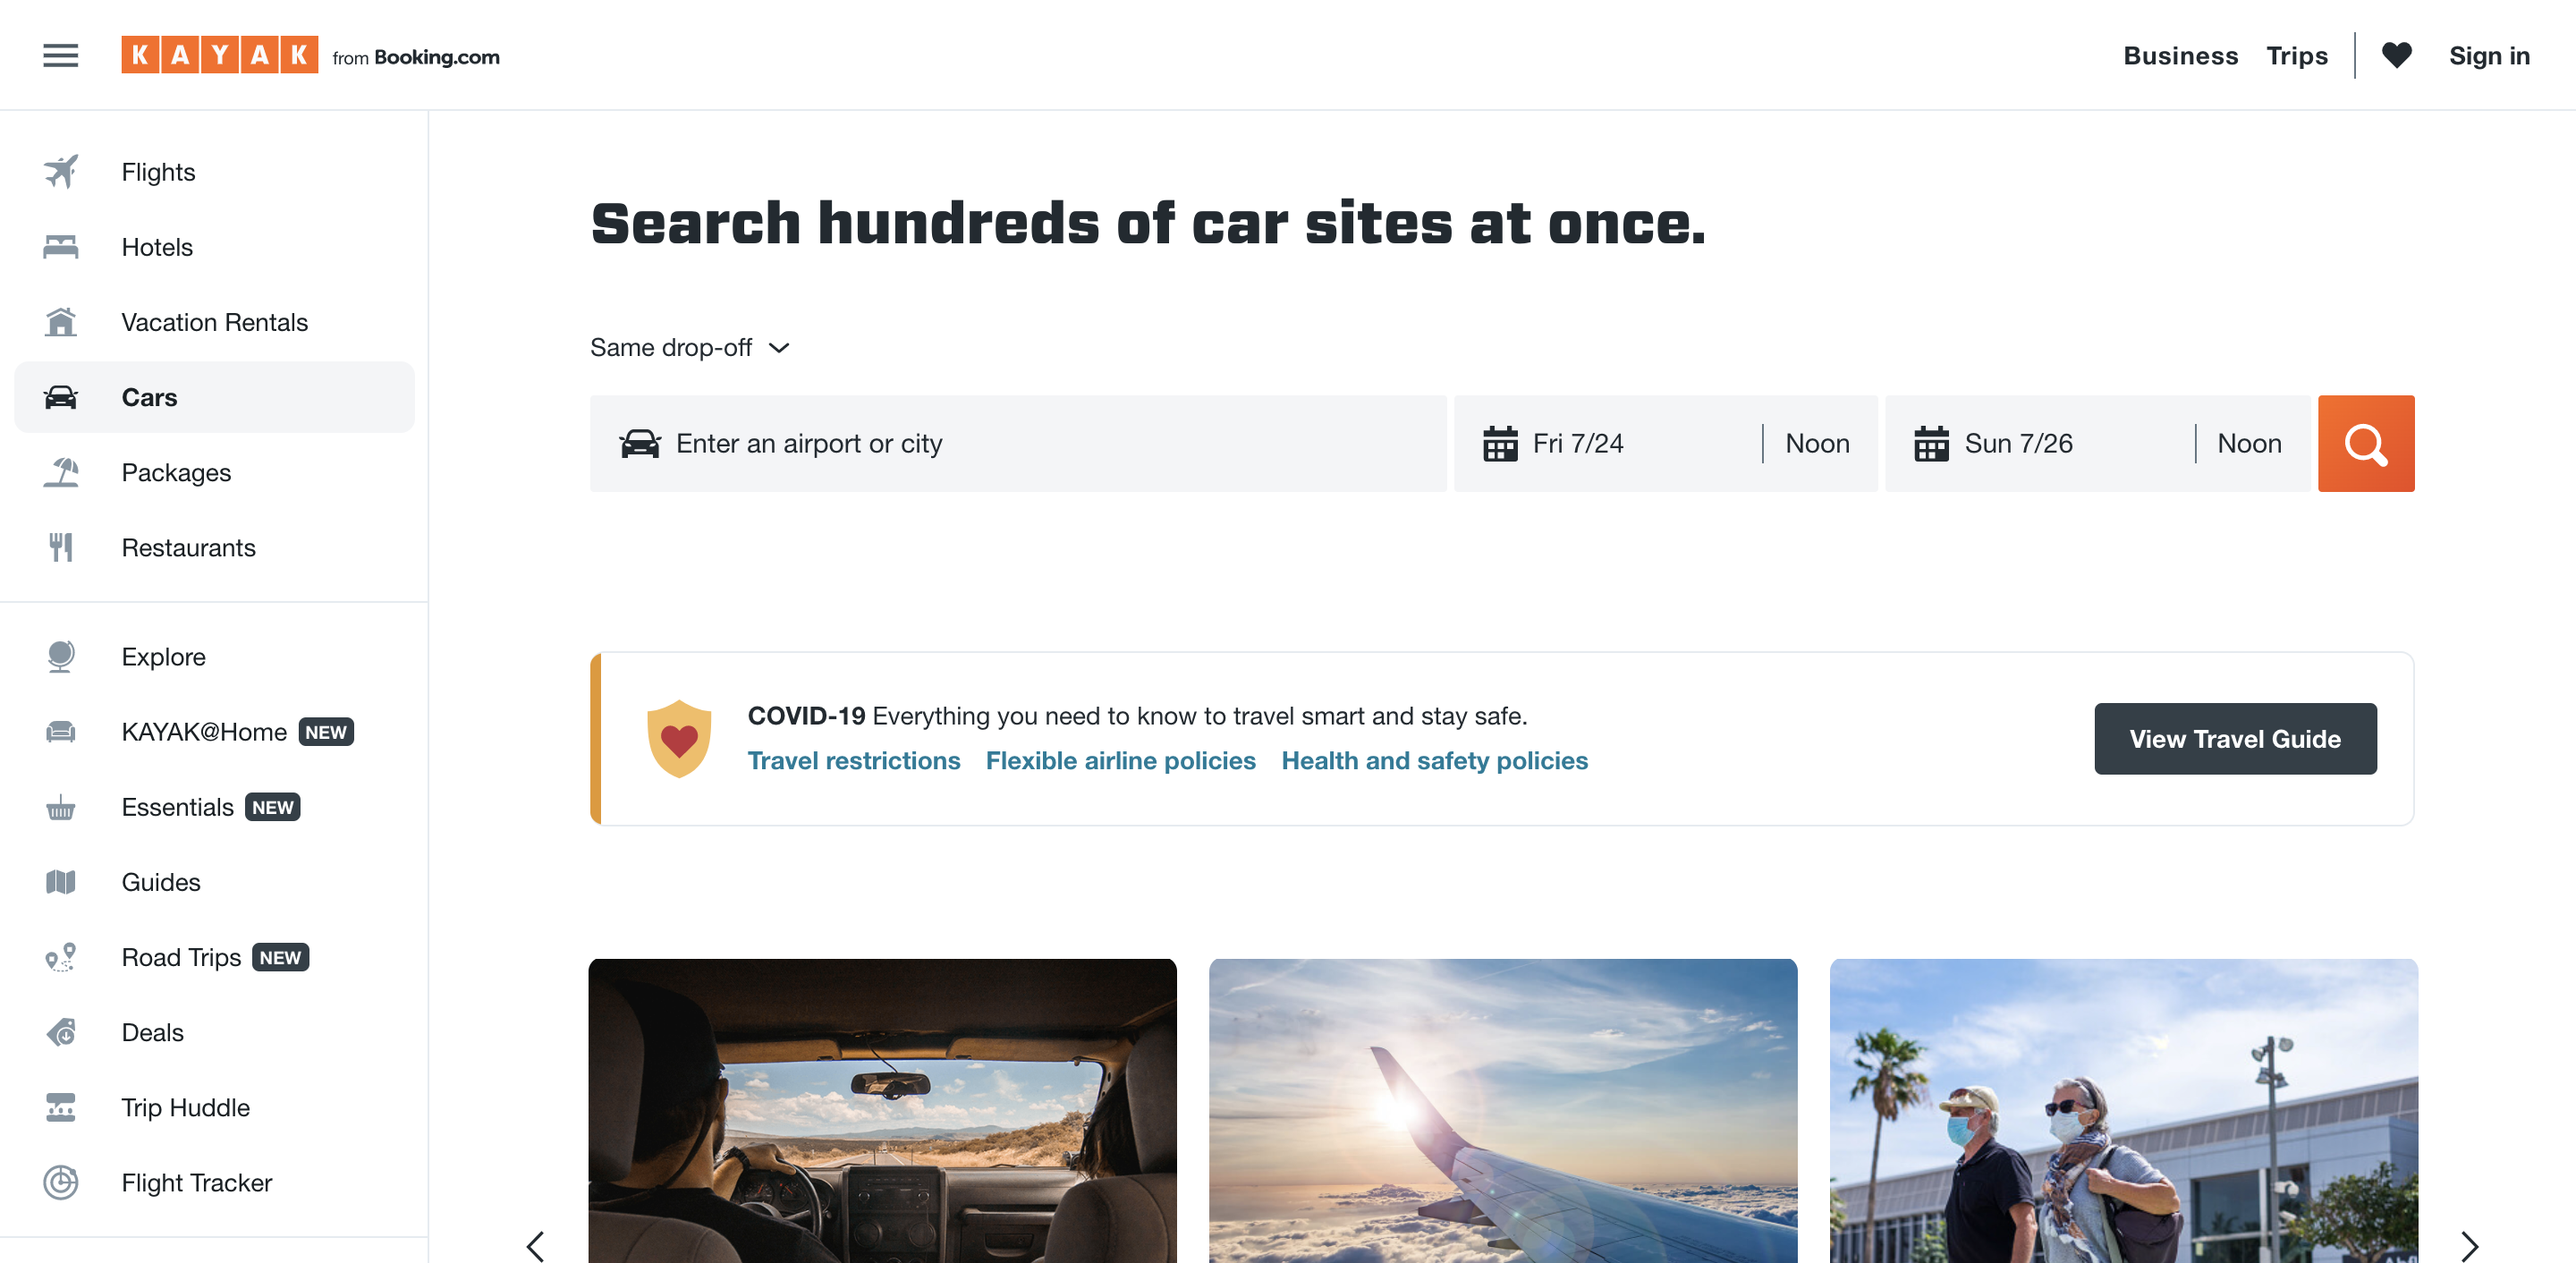 KAYAK from Booking.com
Business Trips Sign in
Flights
Hotels
Vacation Rentals
Cars
Packages
Restaurants
Explore
KAYAK@Home NEW
Essentials NEW
Guides
Road Trips NEW
Deals
Trip Huddle
Flight Tracker
Search hundreds of car sites at once.
Same drop-off
Enter an airport or city Fri 7/24 Noon Sun 7/26 Noon
COVID-19 Everything you need to know to travel smart and stay safe.
Travel restrictions Flexible airline policies Health and safety policies
View Travel Guide